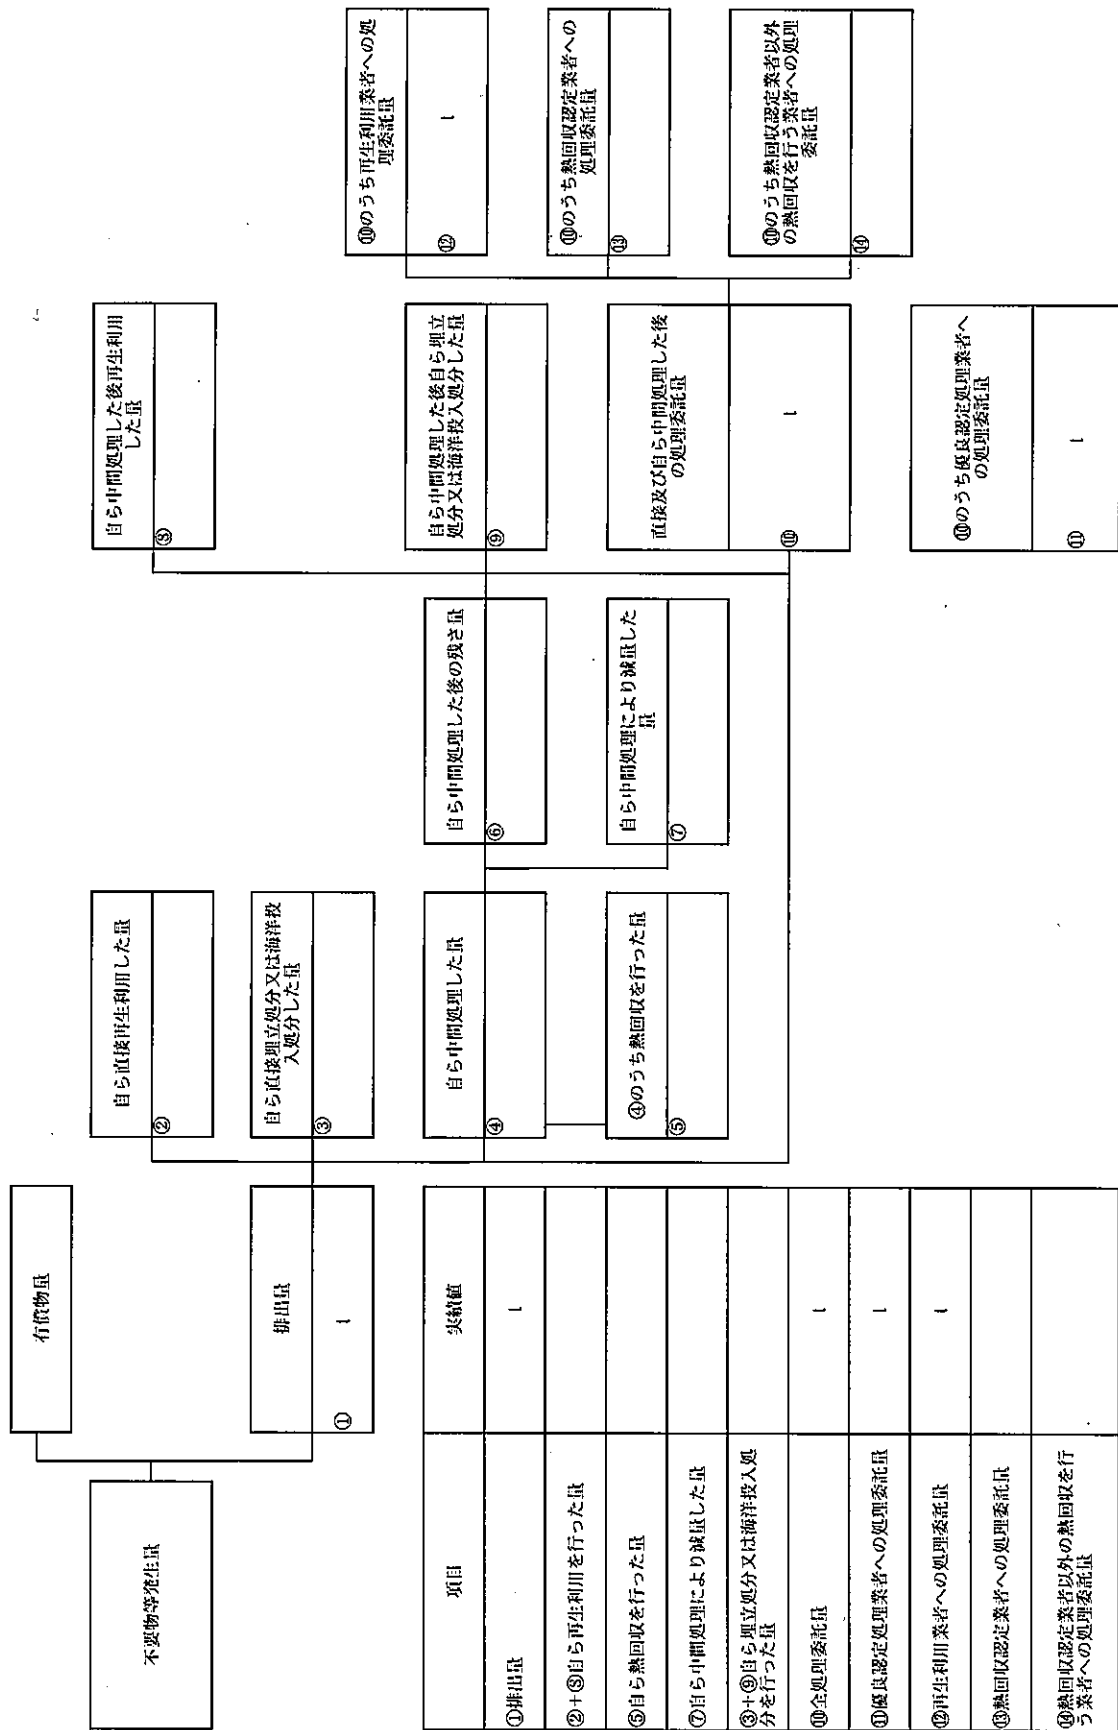 不要物等発生量
有償物量
排出量
①
t
自ら直接再生利用した量
②
自ら直接埋立処分又は海洋投
入処分した量
③
自ら中間処理した量
④
④のうち熱回収を行った量
⑤
自ら中間処理した後の残さ量
⑥
自ら中間処理により減量した
量
⑦
自ら中間処理した後再生利用
した量
⑧
自ら中間処理した後自ら埋立
処分又は海洋投入処分した量
⑨
直接及び自ら中間処理した後
の処理委託量
⑩
t
⑩のうち優良認定処理業者へ
の処理委託量
⑪
t
⑩のうち再生利用業者への処
理委託量
⑫
t
⑩のうち熱回収認定業者への
処理委託量
⑬
⑩のうち熱回収認定業者以外
の熱回収を行う業者への処理
委託量
⑭
項目
実績値
①排出量
t
②+⑧自ら再生利用を行った量
⑤自ら熱回収を行った量
⑦自ら中間処理により減量した量
③+⑨自ら埋立処分又は海洋投入処
分を行った量
⑩全処理委託量
t
⑪優良認定処理業者への処理委託量
t
⑫再生利用業者への処理委託量
t
⑬熱回収認定業者への処理委託量
⑭熱回収認定業者以外の熱回収を行
う業者への処理委託量